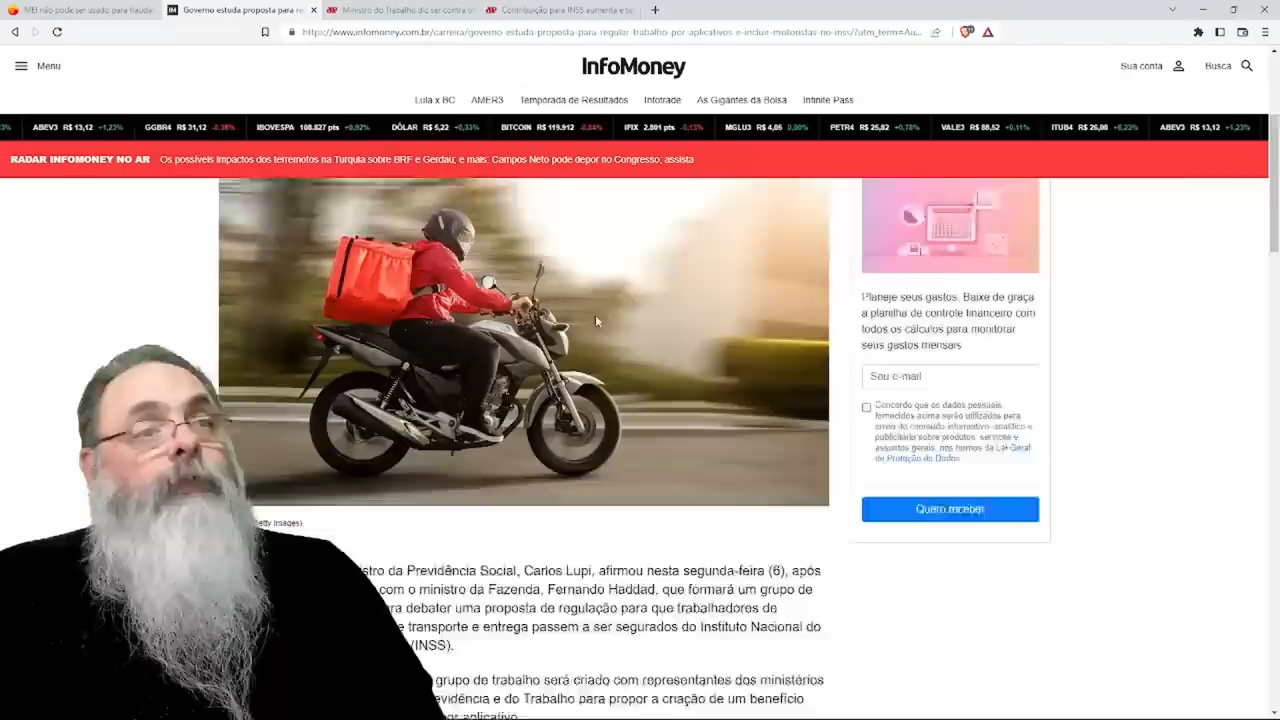 MEI não pode ser usado para fraudar
Governo estuda proposta para re
Ministro do Trabalho diz ser contra
Contribuição para INSS aumenta e
https://www.infomoney.com.br/carreira/governo-estuda-proposta-para-regular-trabalho-por-aplicativos-e-incluir-motoristas-no-inss/?utm_term=Au...
Menu
InfoMoney
Sua conta
Busca
Lula x BC
AMER3
Temporada de Resultados
Infotrade
As Gigantes da Bolsa
Infinite Pass
ABEV3 R$ 13,12 +1,23%
GGBR4 R$ 31,12 -0,38%
IBOVESPA 108.827 pts +0,92%
DÓLAR R$ 5,22 +0,33%
BITCOIN R$ 119.912 -0,84%
IFIX 2.801 pts -0,13%
MGLU3 R$ 4,05 0,00%
PETR4 R$ 25,82 +0,78%
VALE3 R$ 88,52 +0,11%
ITUB4 R$ 26,08
ABEV3 R$ 13,12 +1,23%
RADAR INFOMONEY NO AR Os possíveis impactos dos terremotos na Turquia sobre BRF e Gerdau; e mais: Campos Neto pode depor no Congresso, assista
Planeje seus gastos. Baixe de graça
a planilha de controle financeiro com
todos os cálculos para monitorar
seus gastos mensais
Seu e-mail
Concordo que os dados pessoais
fornecidos acima serão utilizados para
envio de conteúdo informativo, analítico e
publicitário sobre produtos, serviços e
assuntos gerais, nos termos da Lei Geral
de Proteção de Dados.
Quero receber
Getty Images)
stro da Previdência Social, Carlos Lupi, afirmou nesta segunda-feira (6), após
com o ministro da Fazenda, Fernando Haddad, que formará um grupo de
ra debater uma proposta de regulação para que trabalhadores de
e transporte e entrega passem a ser segurados do Instituto Nacional do
/INSS).
grupo de trabalho será criado com representantes dos ministérios
evidência e do Trabalho para propor a criação de um benefício
por aplicativo